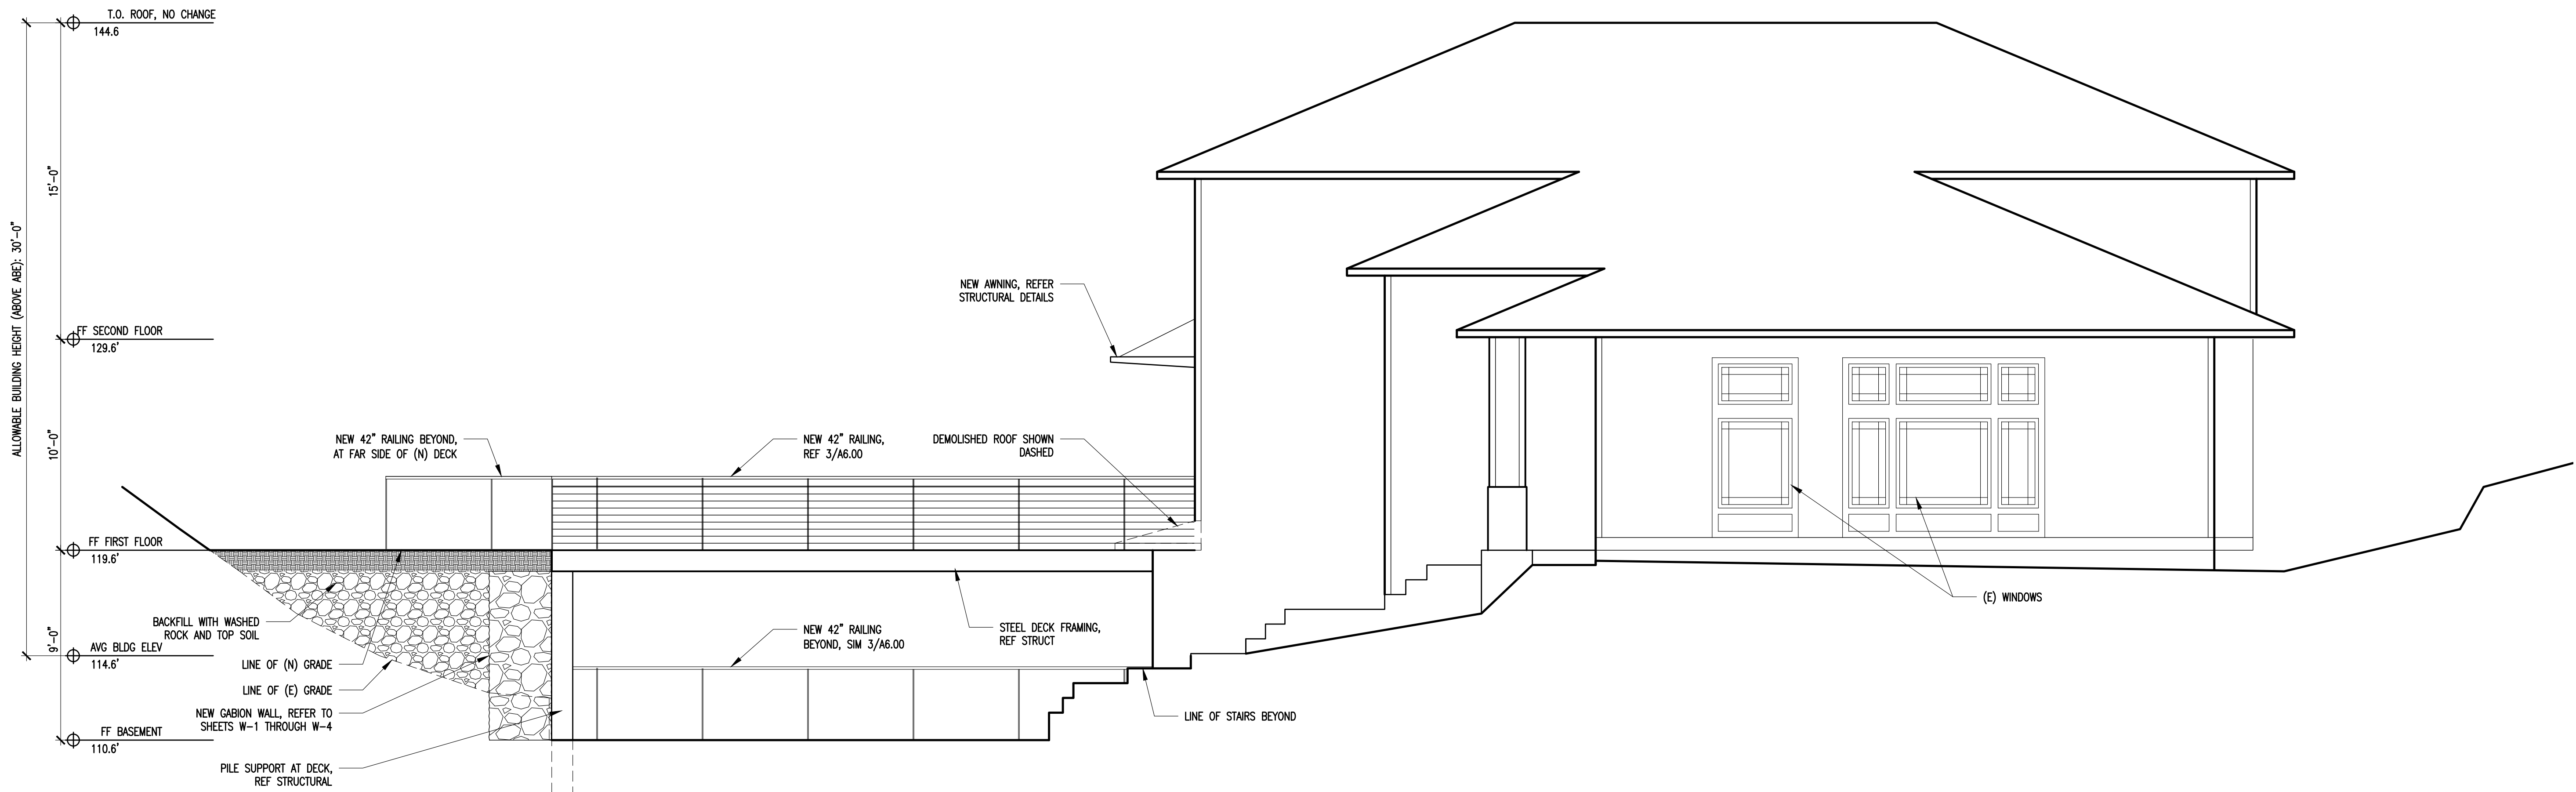 T.O. ROOF, NO CHANGE
144.6
15'-0"
ALLOWABLE BUILDING HEIGHT (ABOVE ABE): 30'-0"
NEW AWNING, REFER
STRUCTURAL DETAILS
FF SECOND FLOOR
129.6'
10'-0"
NEW 42" RAILING BEYOND,
AT FAR SIDE OF (N) DECK
NEW 42" RAILING,
REF 3/A6.00
DEMOLISHED ROOF SHOWN
DASHED
FF FIRST FLOOR
119.6'
(E) WINDOWS
BACKFILL WITH WASHED
ROCK AND TOP SOIL
NEW 42" RAILING
BEYOND, SIM 3/A6.00
STEEL DECK FRAMING,
REF STRUCT
9'-0"
AVG BLDG ELEV
114.6'
LINE OF (N) GRADE
LINE OF (E) GRADE
NEW GABION WALL, REFER TO
SHEETS W-1 THROUGH W-4
LINE OF STAIRS BEYOND
FF BASEMENT
110.6'
PILE SUPPORT AT DECK,
REF STRUCTURAL